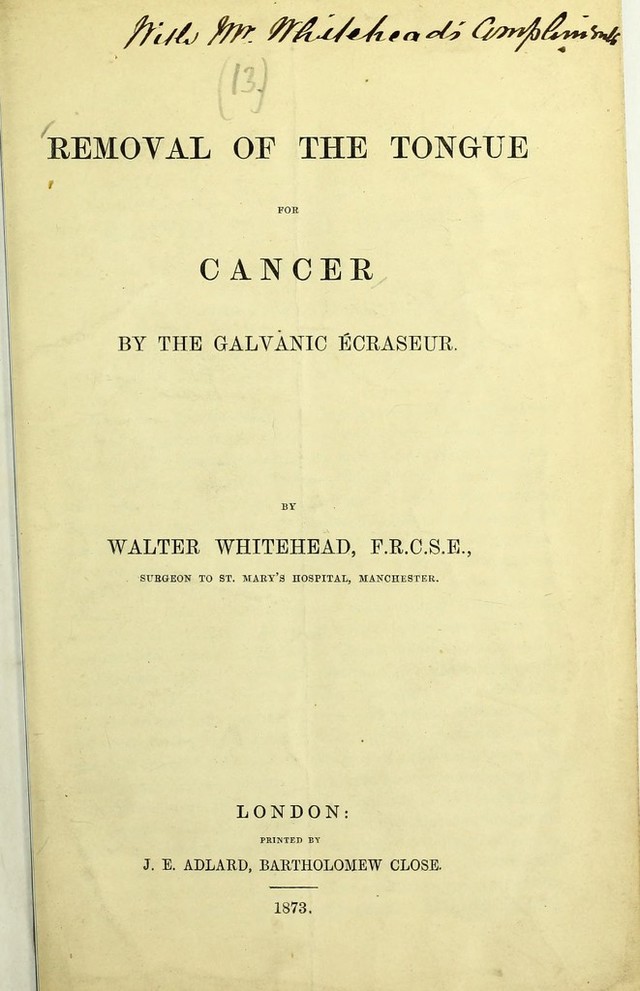 With Mr. Whitehead's Compliments
(13.)
REMOVAL OF THE TONGUE
FOR
CANCER
BY THE GALVANIC ÉCRASEUR.
BY
WALTER WHITEHEAD, F.R.C.S.E.,
SURGEON TO ST. MARY'S HOSPITAL, MANCHESTER.
LONDON:
PRINTED BY
J. E. ADLARD, BARTHOLOMEW CLOSE.
1873.